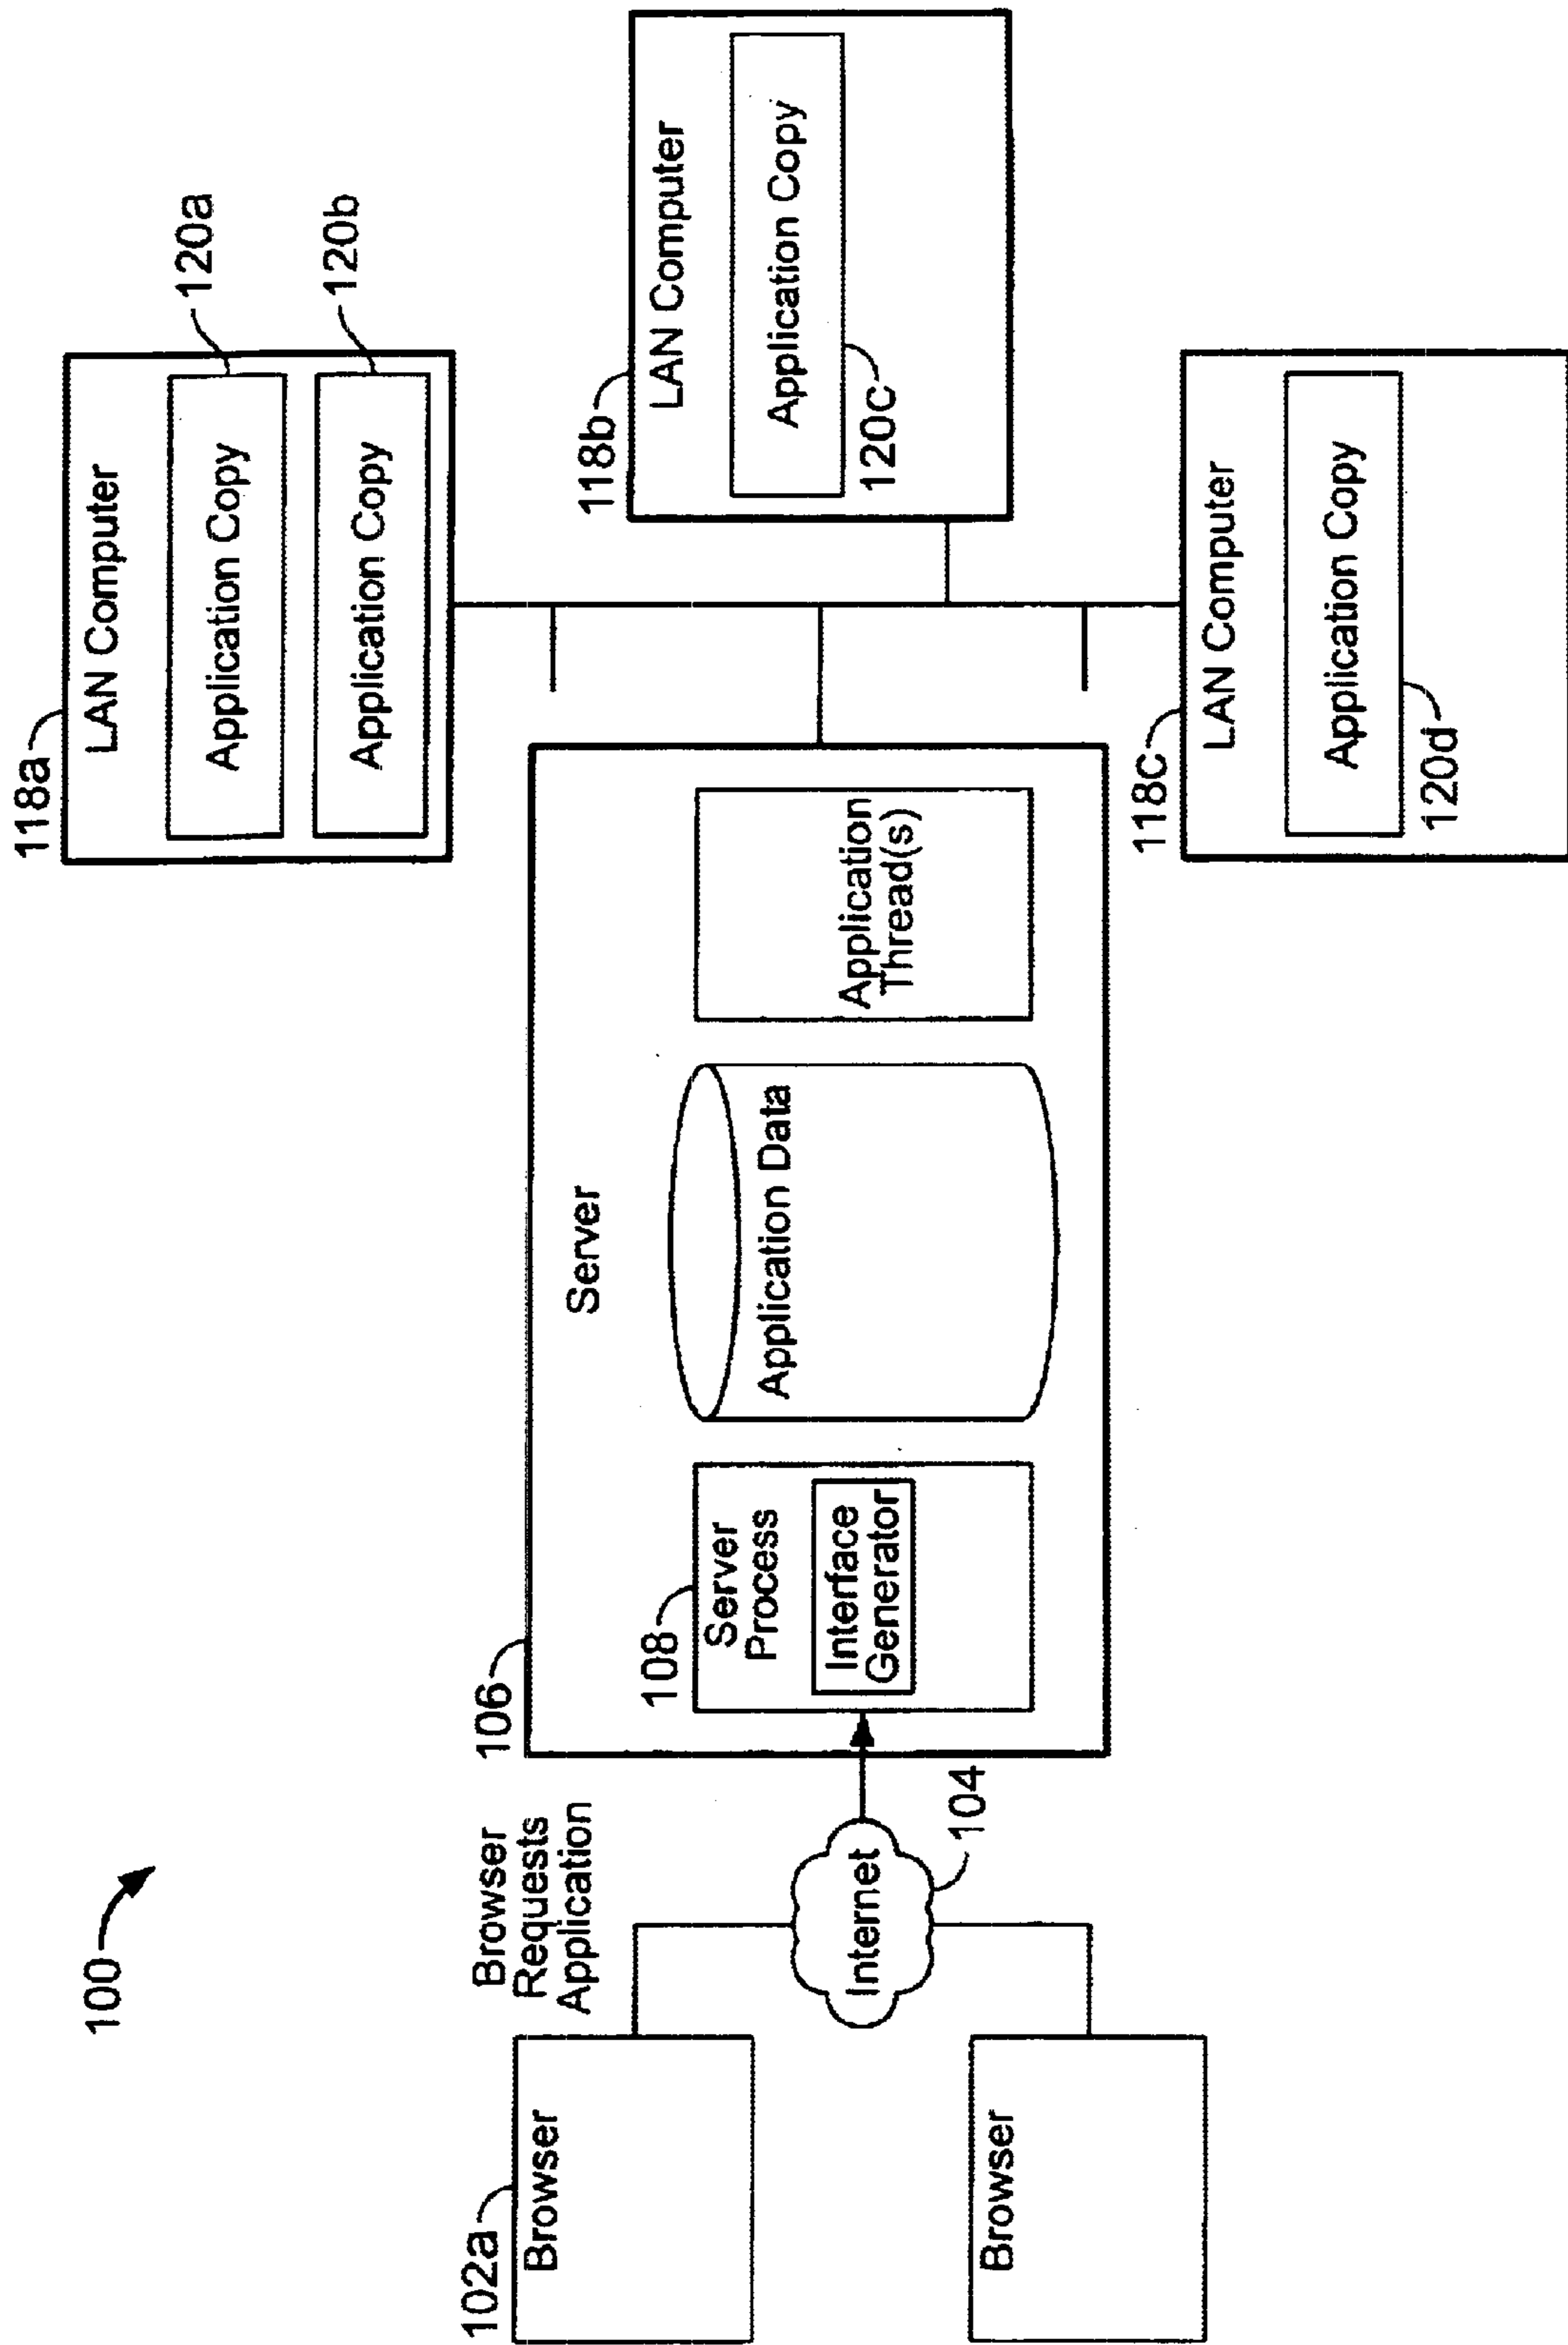 100
102a
Browser
Browser
Browser
Requests
Application
Internet
104
106
Server
108
Server
Process
Interface
Generator
Application Data
Application
Thread(s)
118a
LAN Computer
Application Copy
120a
Application Copy
120b
118b
LAN Computer
Application Copy
120c
118c
LAN Computer
Application Copy
120d